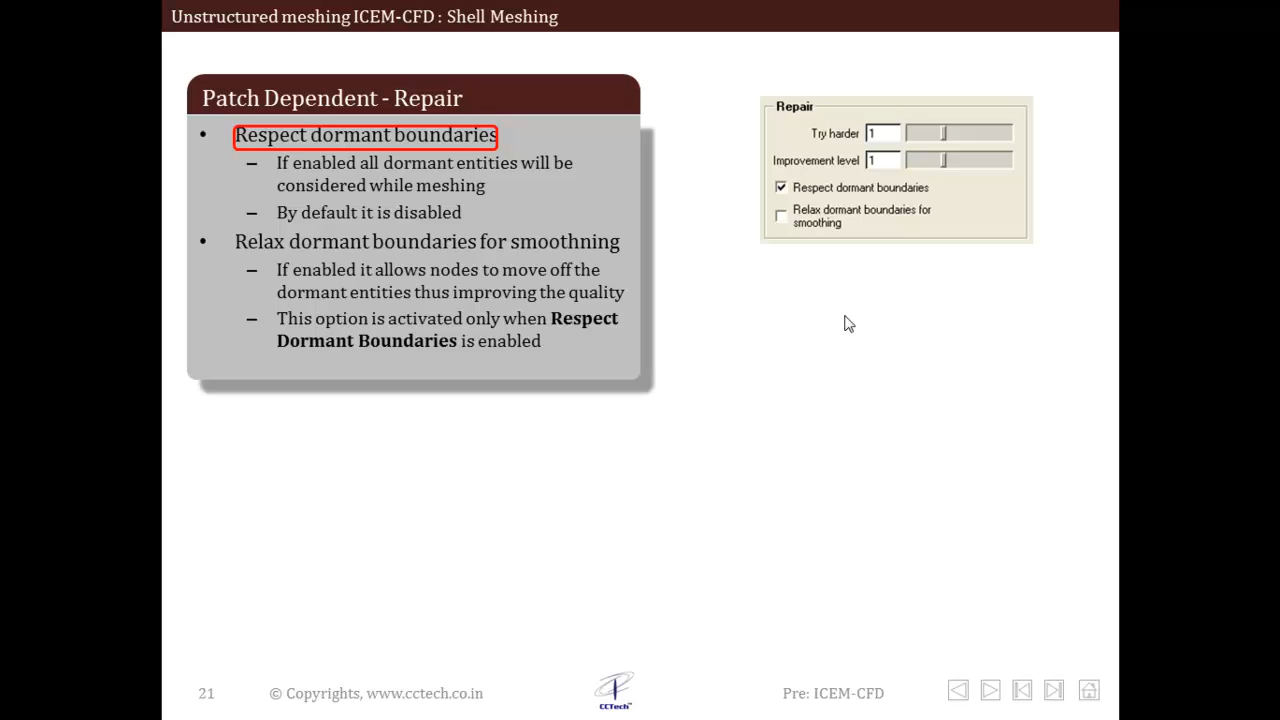 Unstructured meshing ICEM-CFD : Shell Meshing
Patch Dependent - Repair
• Respect dormant boundaries
– If enabled all dormant entities will be
considered while meshing
– By default it is disabled
• Relax dormant boundaries for smoothning
– If enabled it allows nodes to move off the
dormant entities thus improving the quality
– This option is activated only when Respect
Dormant Boundaries is enabled
Repair
Try harder 1
Improvement level 1
Respect dormant boundaries
Relax dormant boundaries for
smoothing
21
© Copyrights, www.cctech.co.in
CCTech™
Pre: ICEM-CFD